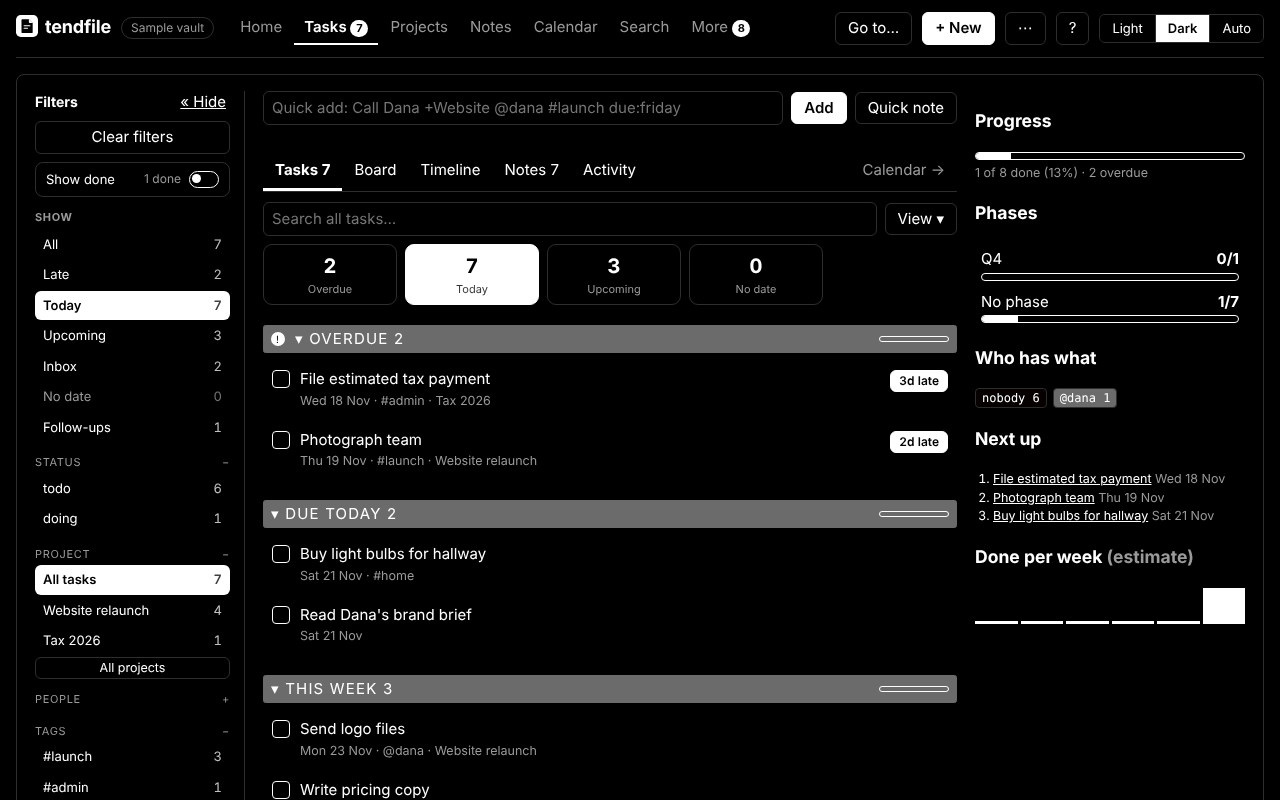 tendfile Sample vault Home Tasks 7 Projects Notes Calendar Search More 8 Go to... + New ··· ? Light Dark Auto
Filters « Hide
Clear filters
Show done 1 done
SHOW
All 7
Late 2
Today 7
Upcoming 3
Inbox 2
No date 0
Follow-ups 1
STATUS −
todo 6
doing 1
PROJECT −
All tasks 7
Website relaunch 4
Tax 2026 1
All projects
PEOPLE +
TAGS −
#launch 3
#admin 1
Quick add: Call Dana +Website @dana #launch due:friday Add Quick note
Tasks 7 Board Timeline Notes 7 Activity Calendar →
Search all tasks... View ▾
2 7 3 0
Overdue Today Upcoming No date
! ▾ OVERDUE 2
File estimated tax payment 3d late
Wed 18 Nov · #admin · Tax 2026
Photograph team 2d late
Thu 19 Nov · #launch · Website relaunch
▾ DUE TODAY 2
Buy light bulbs for hallway
Sat 21 Nov · #home
Read Dana's brand brief
Sat 21 Nov
▾ THIS WEEK 3
Send logo files
Mon 23 Nov · @dana · Website relaunch
Write pricing copy
Progress
1 of 8 done (13%) · 2 overdue
Phases
Q4 0/1
No phase 1/7
Who has what
nobody 6 @dana 1
Next up
1. File estimated tax payment Wed 18 Nov
2. Photograph team Thu 19 Nov
3. Buy light bulbs for hallway Sat 21 Nov
Done per week (estimate)